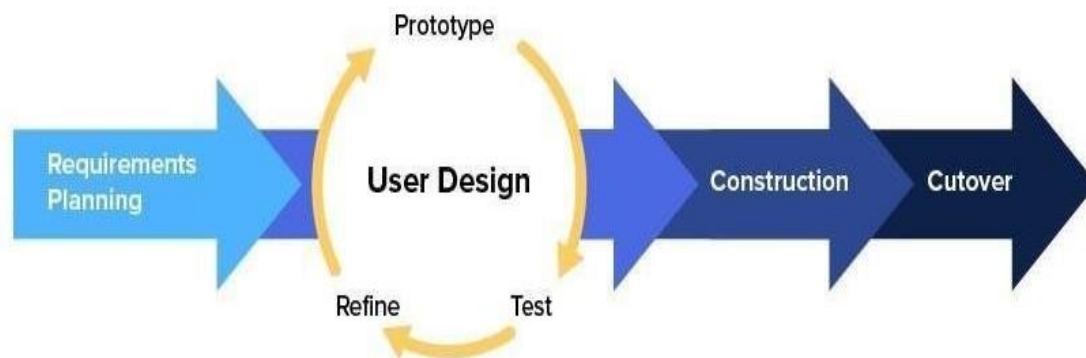 Prototype
Requirements
Planning
User Design
Construction
Cutover
Refine
Test